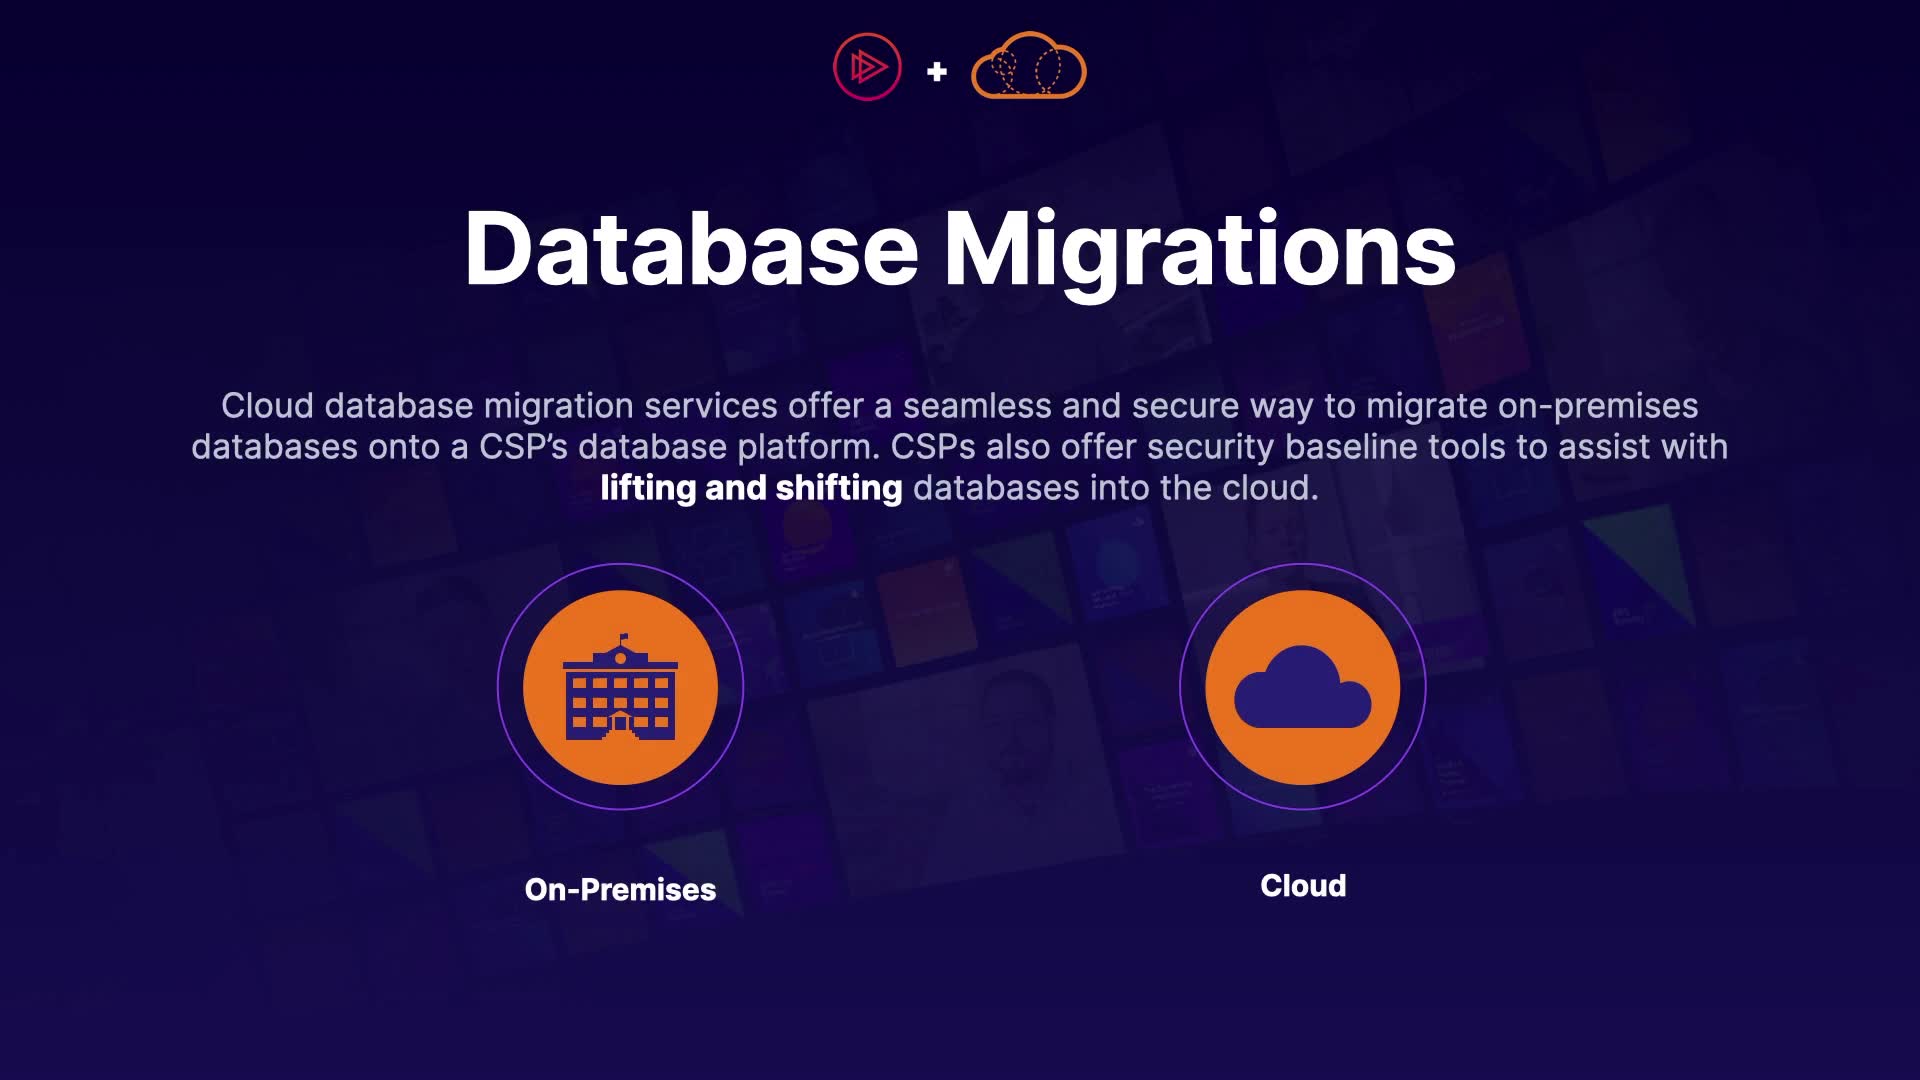 Database Migrations
Cloud database migration services offer a seamless and secure way to migrate on-premises
databases onto a CSP’s database platform. CSPs also offer security baseline tools to assist with
lifting and shifting databases into the cloud.
On-Premises
Cloud